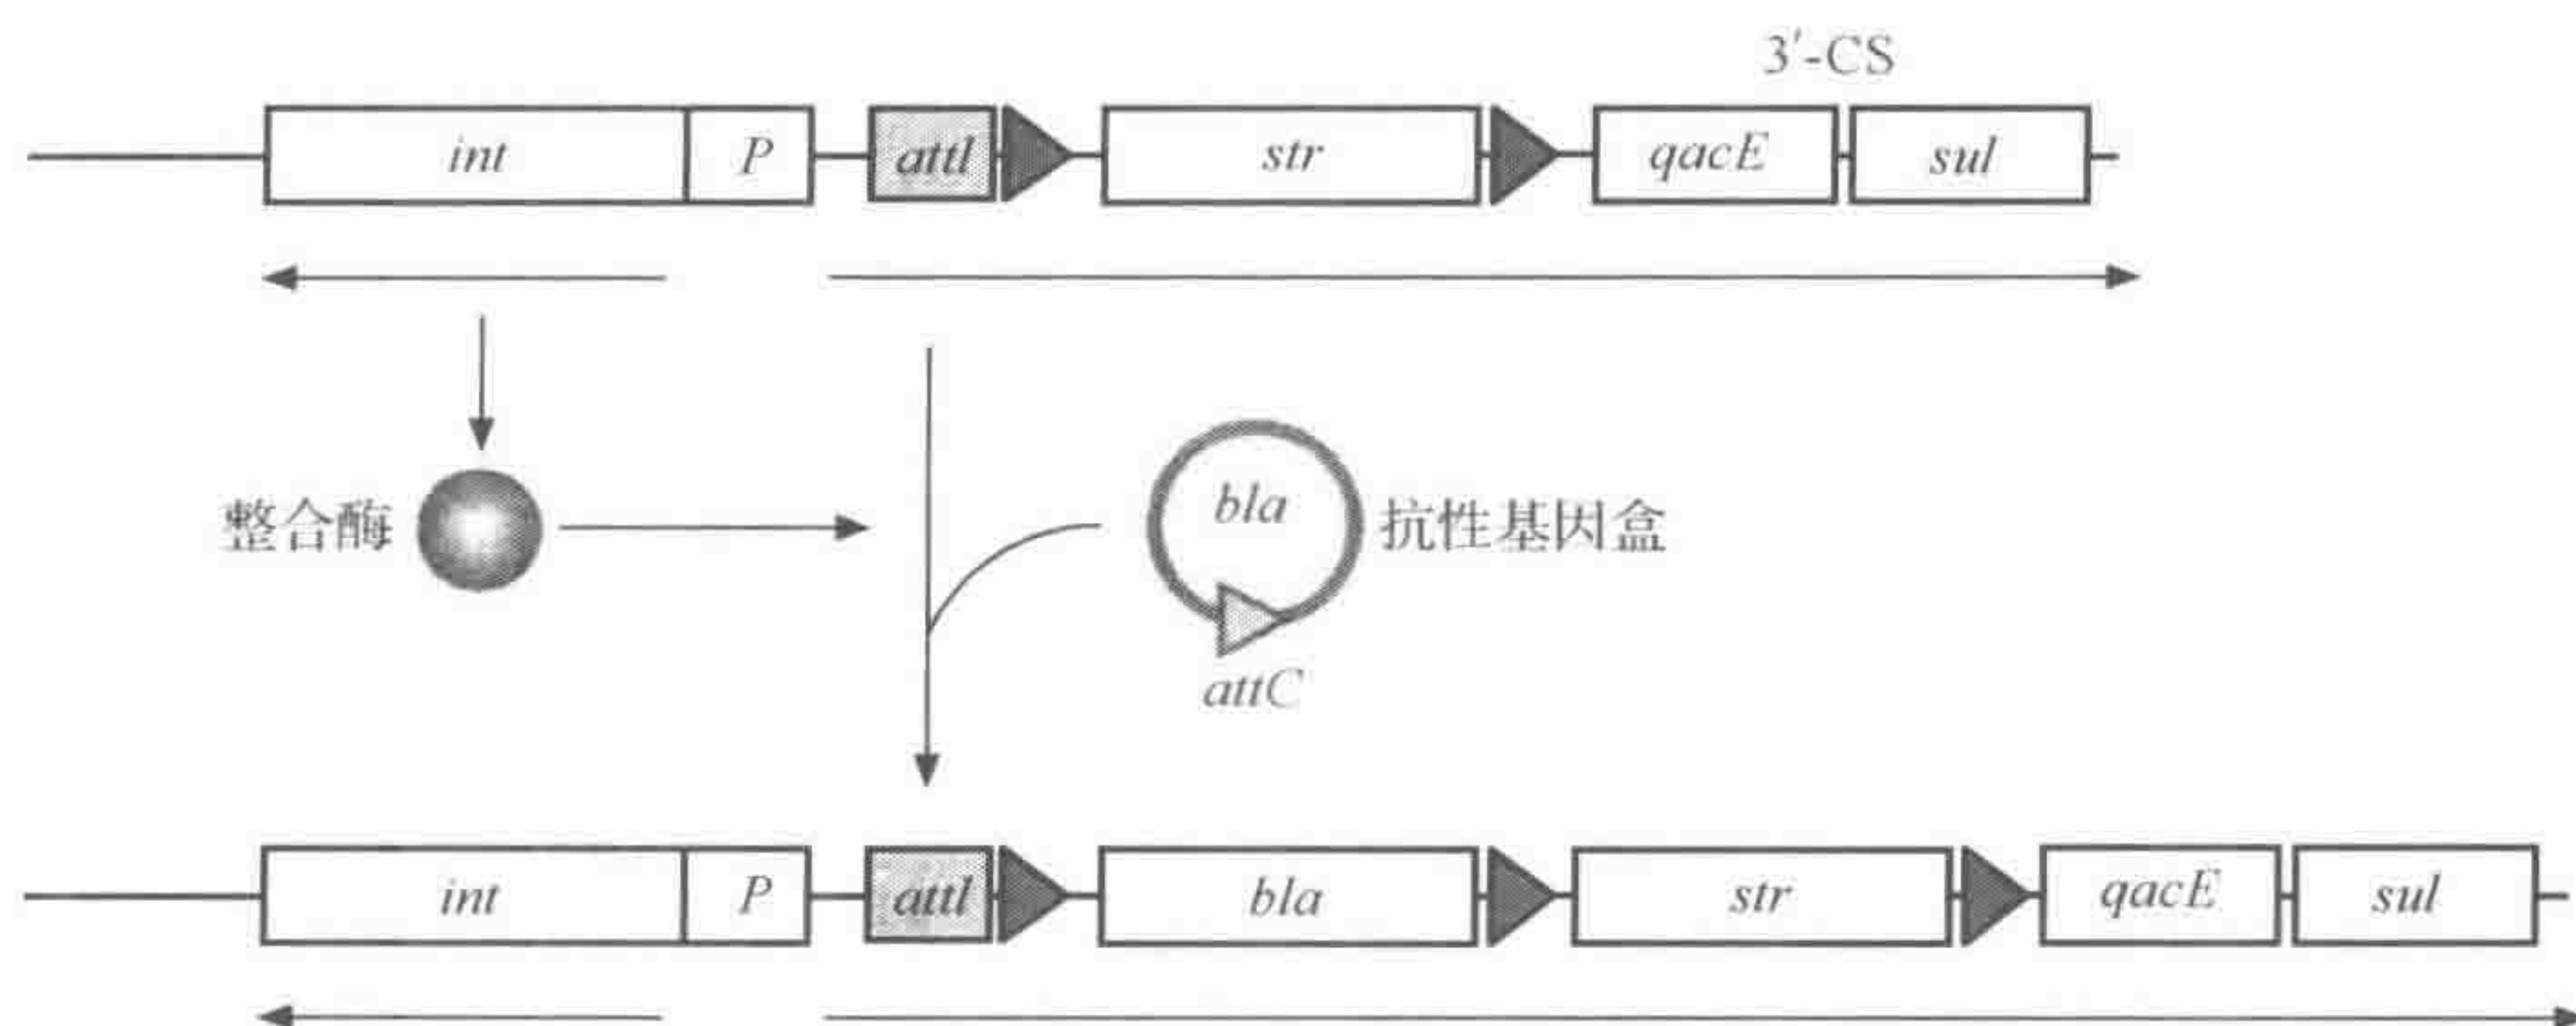 3′-CS
int P attI str qacE sul
整合酶
bla
抗性基因盒
attC
int P attI bla str qacE sul